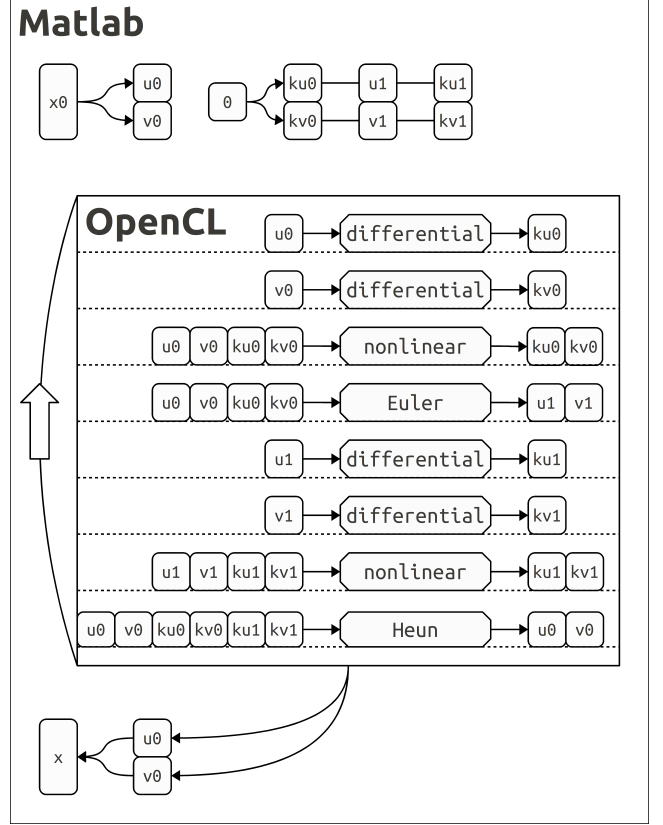 Matlab
x0 u0 0 ku0 u1 ku1
v0 kv0 v1 kv1
OpenCL
u0 differential ku0
v0 differential kv0
u0 v0 ku0 kv0 nonlinear ku0 kv0
u0 v0 ku0 kv0 Euler u1 v1
u1 differential ku1
v1 differential kv1
u1 v1 ku1 kv1 nonlinear ku1 kv1
u0 v0 ku0 kv0 ku1 kv1 Heun u0 v0
x u0
v0